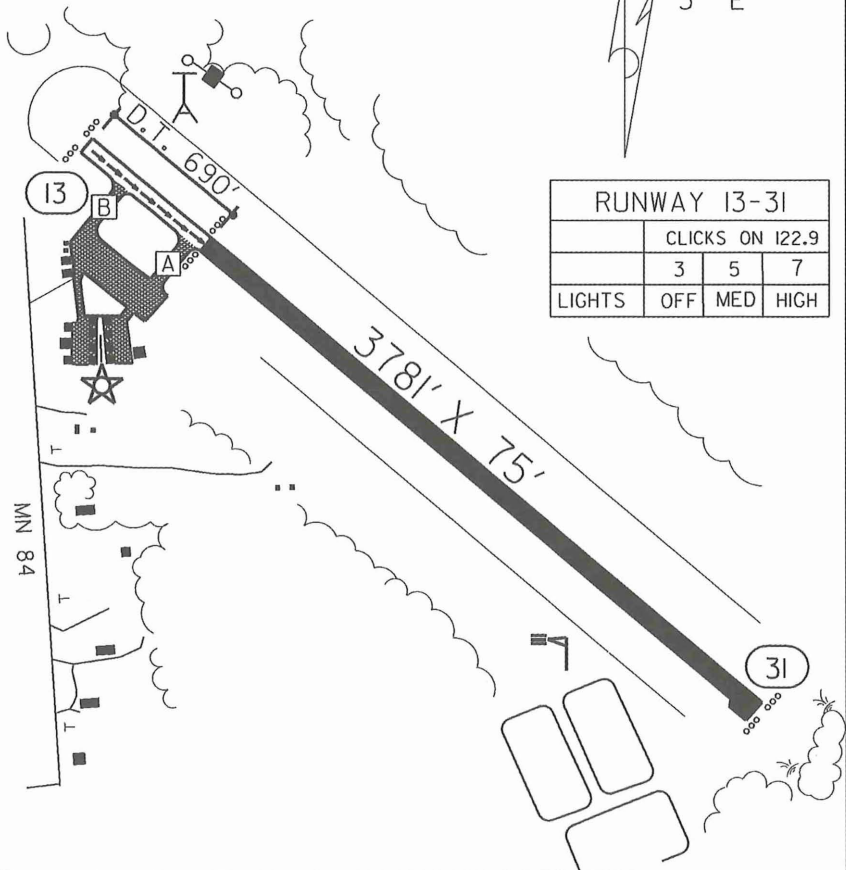 3° E
D.T. 690'
13
B
A
RUNWAY 13-31
CLICKS ON 122.9
3 5 7
LIGHTS OFF MED HIGH
3781' X 75'
MN 84
T
T
T
31